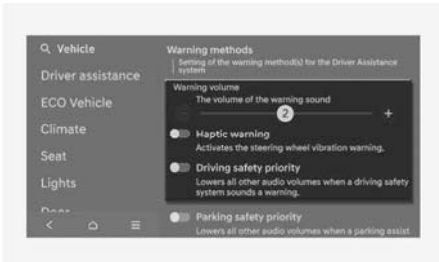 Vehicle
Driver assistance
ECO Vehicle
Climate
Seat
Lights
Door
Warning methods
Setting of the warning method(s) for the Driver Assistance
system
Warning volume
The volume of the warning sound
2
+
Haptic warning
Activates the steering wheel vibration warning.
Driving safety priority
Lowers all other audio volumes when a driving safety
system sounds a warning.
Parking safety priority
Lowers all other audio volumes when a parking assist